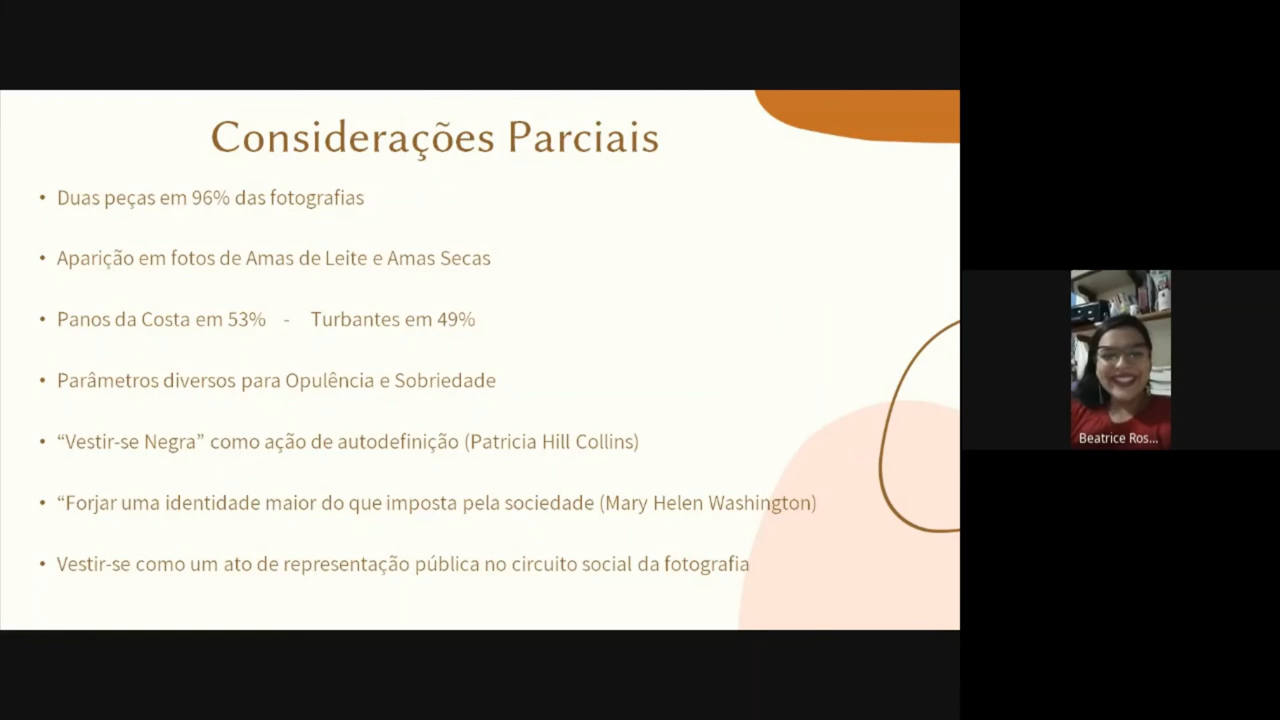 Considerações Parciais
• Duas peças em 96% das fotografias
• Aparição em fotos de Amas de Leite e Amas Secas
• Panos da Costa em 53% - Turbantes em 49%
• Parâmetros diversos para Opulência e Sobriedade
• “Vestir-se Negra” como ação de autodefinição (Patricia Hill Collins)
• “Forjar uma identidade maior do que imposta pela sociedade (Mary Helen Washington)
• Vestir-se como um ato de representação pública no circuito social da fotografia
Beatrice Ros...